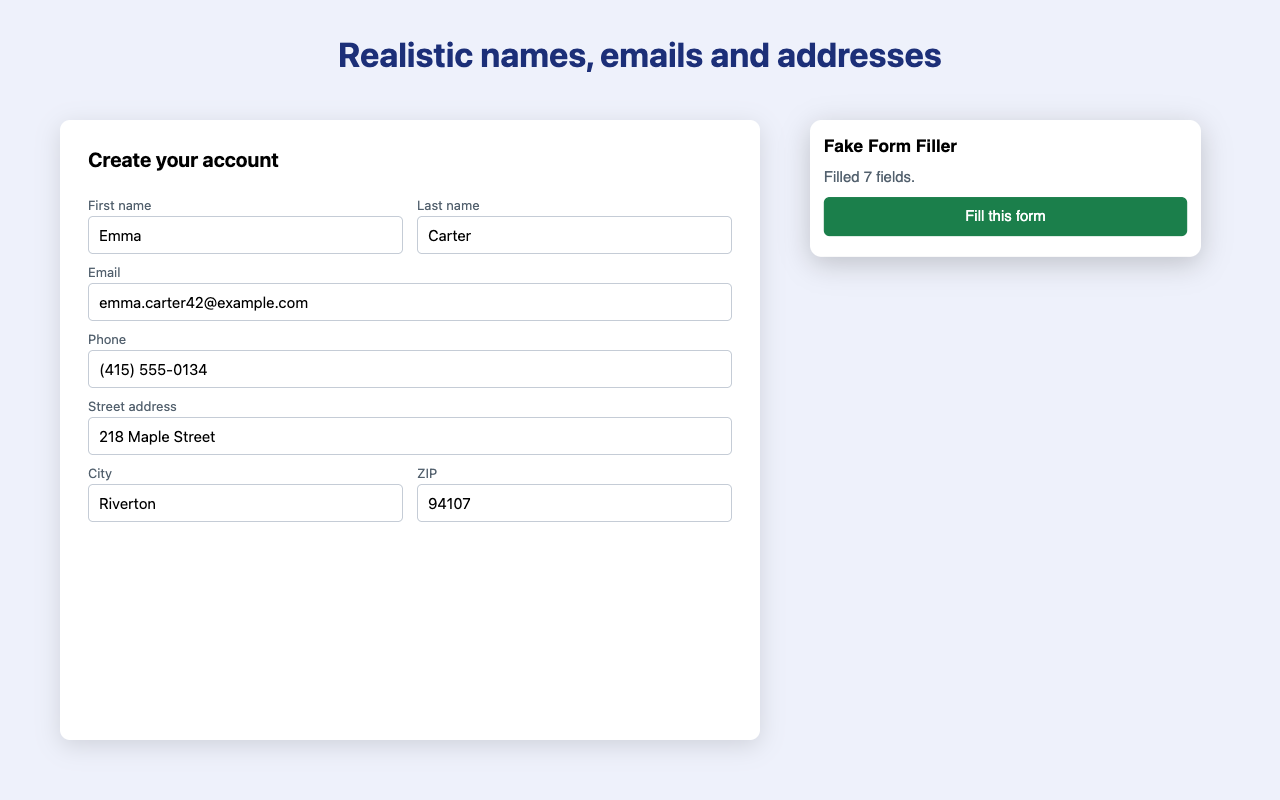 Realistic names, emails and addresses
Create your account
First name
Last name
Emma
Carter
Email
emma.carter42@example.com
Phone
(415) 555-0134
Street address
218 Maple Street
City
ZIP
Riverton
94107
Fake Form Filler
Filled 7 fields.
Fill this form